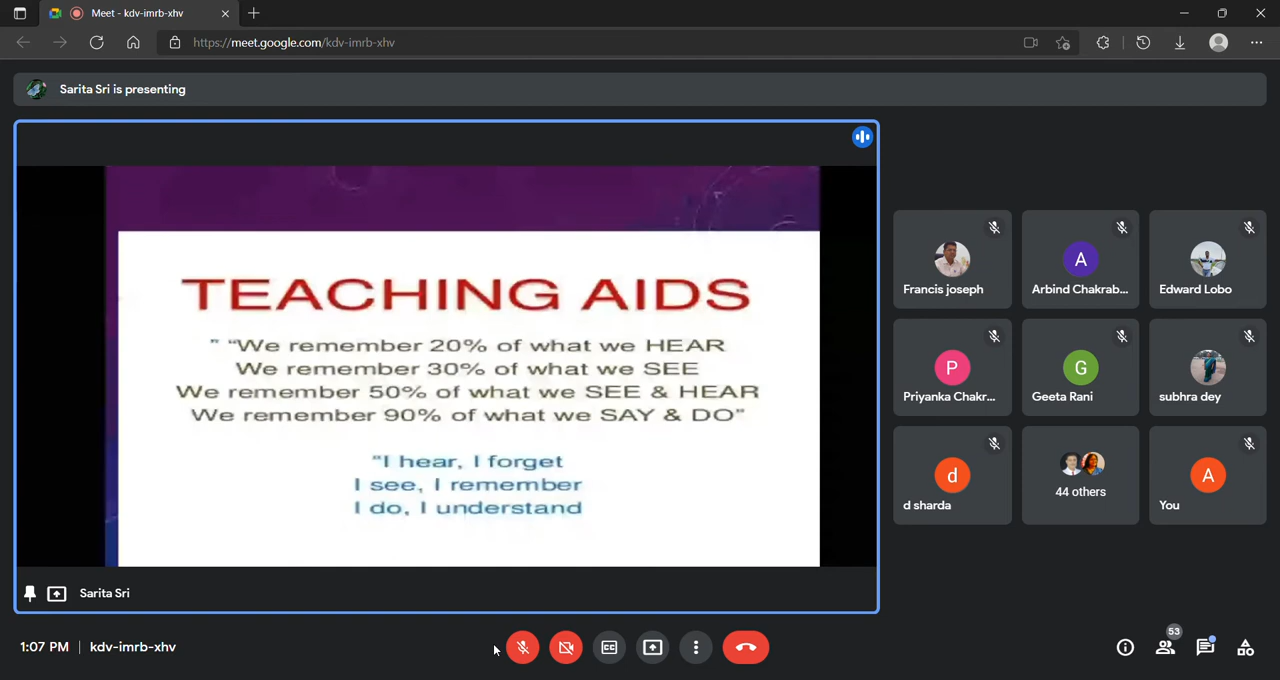 Meet - kdv-imrb-xhv
https://meet.google.com/kdv-imrb-xhv
Sarita Sri is presenting
TEACHING AIDS
" “We remember 20% of what we HEAR
We remember 30% of what we SEE
We remember 50% of what we SEE & HEAR
We remember 90% of what we SAY & DO”
“I hear, I forget
I see, I remember
I do, I understand
Sarita Sri
Francis joseph
A
Arbind Chakrab...
Edward Lobo
P
Priyanka Chakr...
G
Geeta Rani
subhra dey
d
d sharda
44 others
A
You
1:07 PM | kdv-imrb-xhv
CC
53